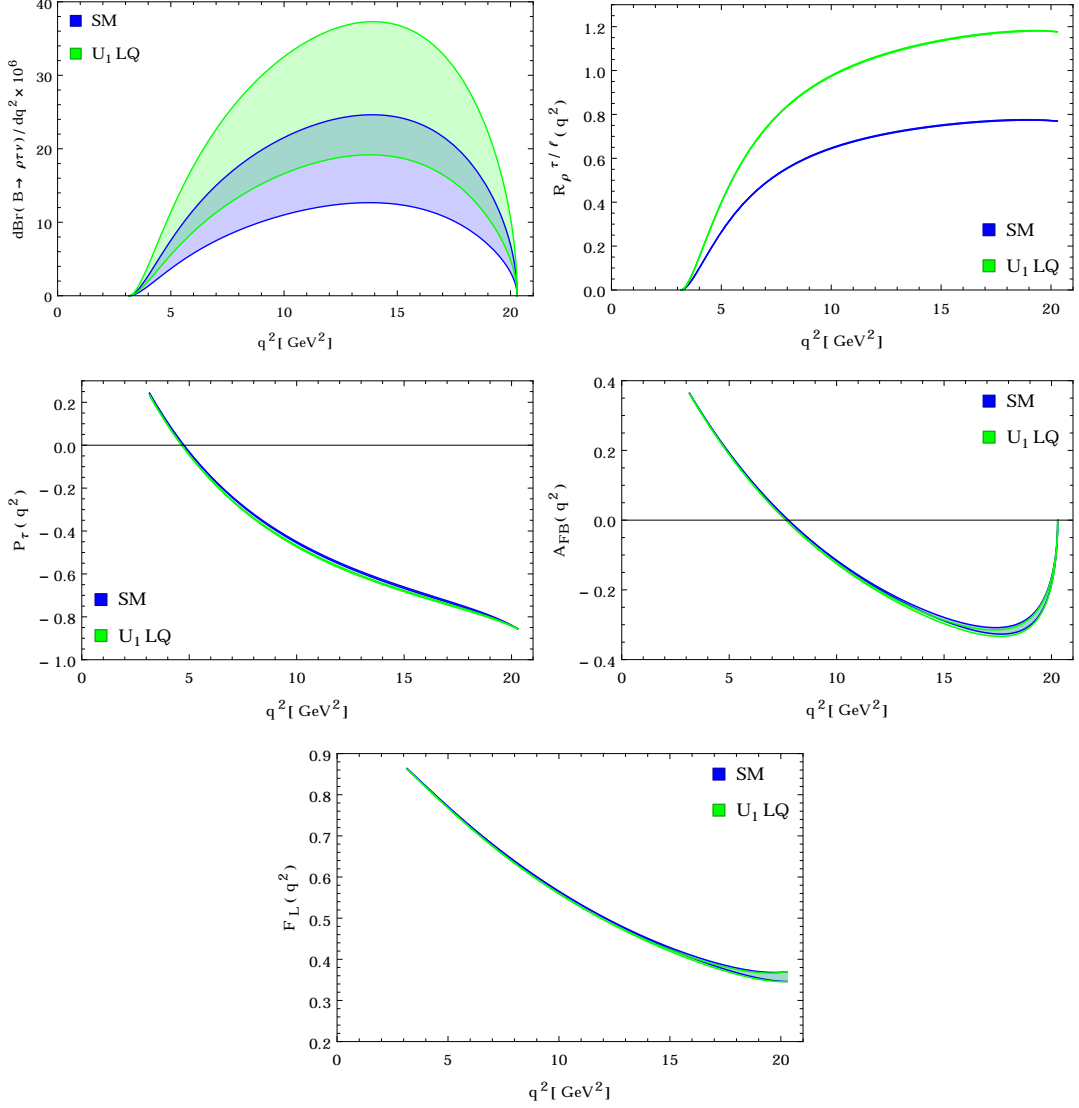 dBr( B → ρτν) / dq² × 10⁶
40
30
20
10
0
5
10
15
20
q² [ GeV² ]
SM
U₁ LQ
R_ρ^τ/ℓ ( q² )
1.2
1.0
0.8
0.6
0.4
0.2
0.0
0
5
10
15
20
q² [ GeV² ]
SM
U₁ LQ
P_τ ( q² )
0.2
0.0
− 0.2
− 0.4
− 0.6
− 0.8
− 1.0
0
5
10
15
20
q² [ GeV² ]
SM
U₁ LQ
A_FB ( q² )
0.4
0.2
0.0
− 0.2
− 0.4
0
5
10
15
20
q² [ GeV² ]
SM
U₁ LQ
F_L ( q² )
0.9
0.8
0.7
0.6
0.5
0.4
0.3
0.2
0
5
10
15
20
q² [ GeV² ]
SM
U₁ LQ